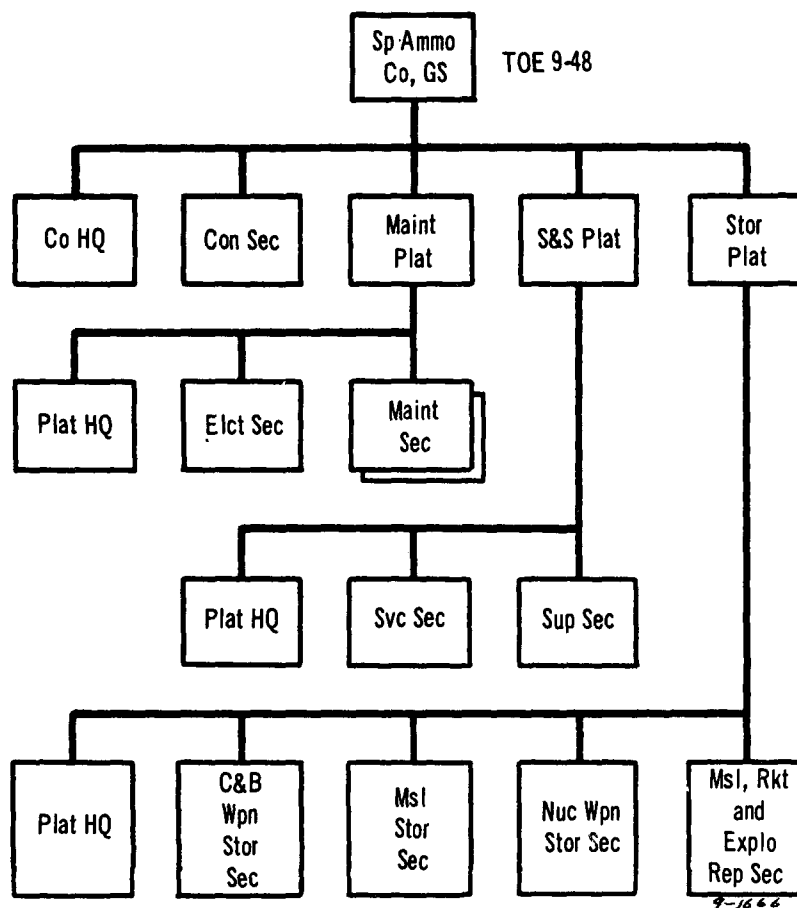 Sp Ammo
Co, GS
TOE 9-48
Co HQ
Con Sec
Maint
Plat
S&S Plat
Stor
Plat
Plat HQ
Elct Sec
Maint
Sec
Plat HQ
Svc Sec
Sup Sec
Plat HQ
C&B
Wpn
Stor
Sec
Msl
Stor
Sec
Nuc Wpn
Stor Sec
Msl, Rkt
and
Explo
Rep Sec
9-1666